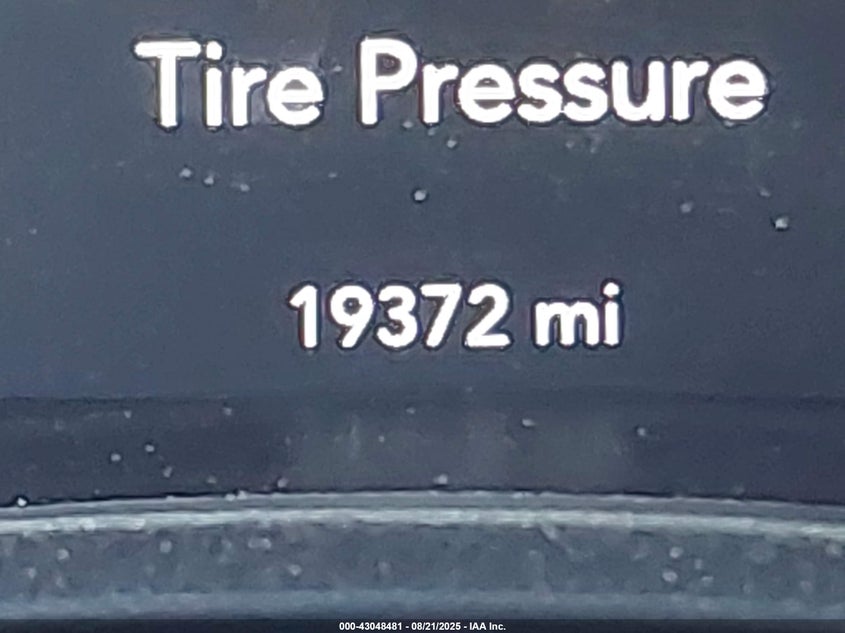 Tire Pressure
19372 mi
000-43048481 - 08/21/2025 - IAA Inc.